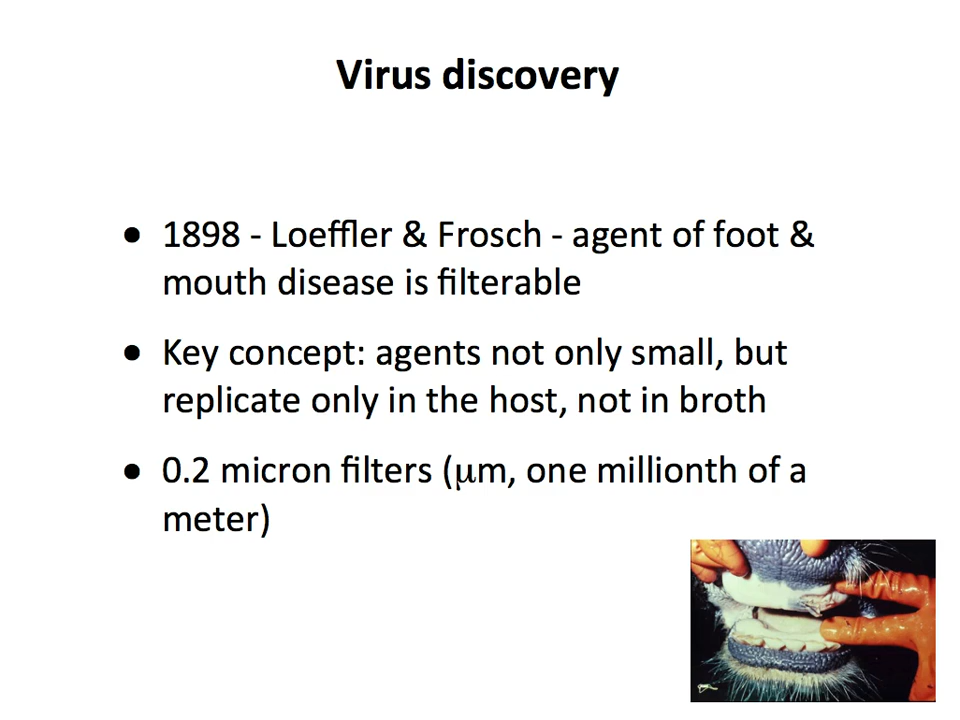 Virus discovery
● 1898 - Loeffler & Frosch - agent of foot &
mouth disease is filterable
● Key concept: agents not only small, but
replicate only in the host, not in broth
● 0.2 micron filters (μm, one millionth of a
meter)